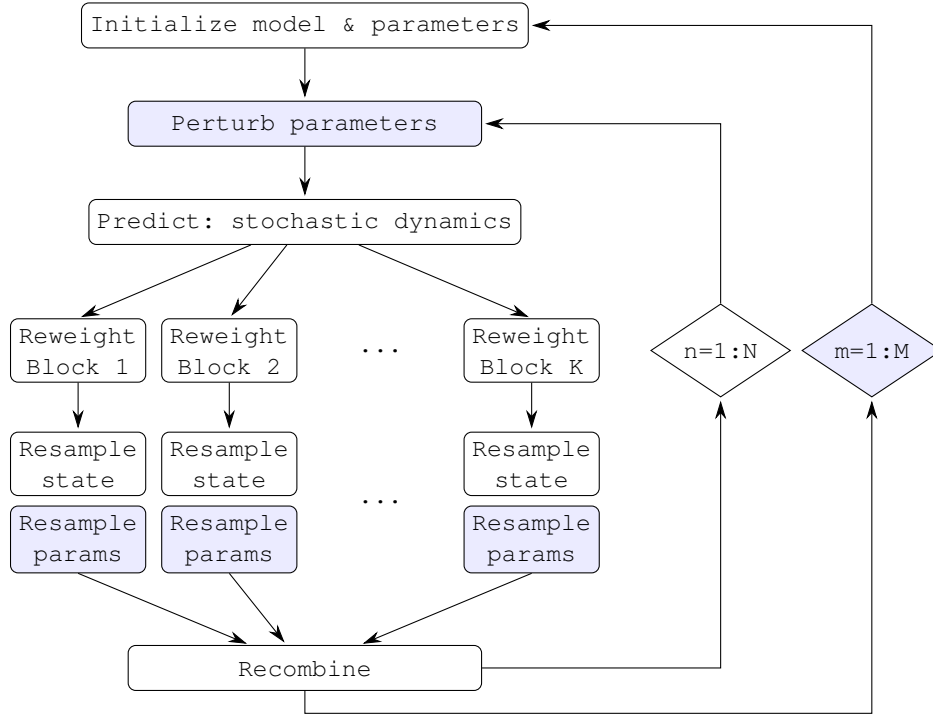 Initialize model & parameters
Perturb parameters
Predict: stochastic dynamics
Reweight
Block 1
Reweight
Block 2
...
Reweight
Block K
n=1:N
m=1:M
Resample
state
Resample
state
Resample
state
...
Resample
params
Resample
params
Resample
params
Recombine